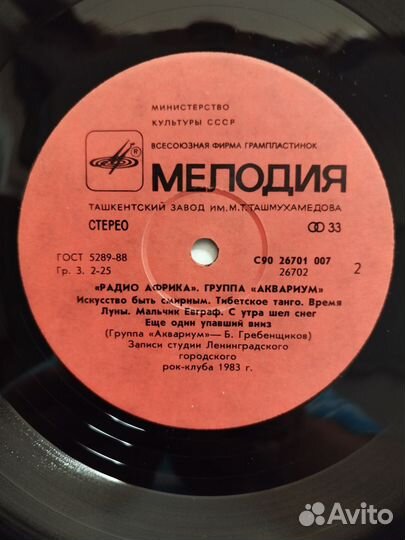 МИНИСТЕРСТВО
КУЛЬТУРЫ СССР
ВСЕСОЮЗНАЯ ФИРМА ГРАМПЛАСТИНОК
®
МЕЛОДИЯ
ТАШКЕНТСКИЙ ЗАВОД ИМ. М.Т.ТАШМУХАМЕДОВА
СТЕРЕО 33
ГОСТ 5289-88 С90 26701 007
Гр. 3. 2-25 26702 2
«РАДИО АФРИКА». ГРУППА «АКВАРИУМ»
Искусство быть смирным. Тибетское танго. Время
Луны. Мальчик Евграф. С утра шел снег
Еще один упавший вниз
(Группа «Аквариум»— Б. Гребенщиков)
Записи студии Ленинградского
городского
рок-клуба 1983 г.
Avito